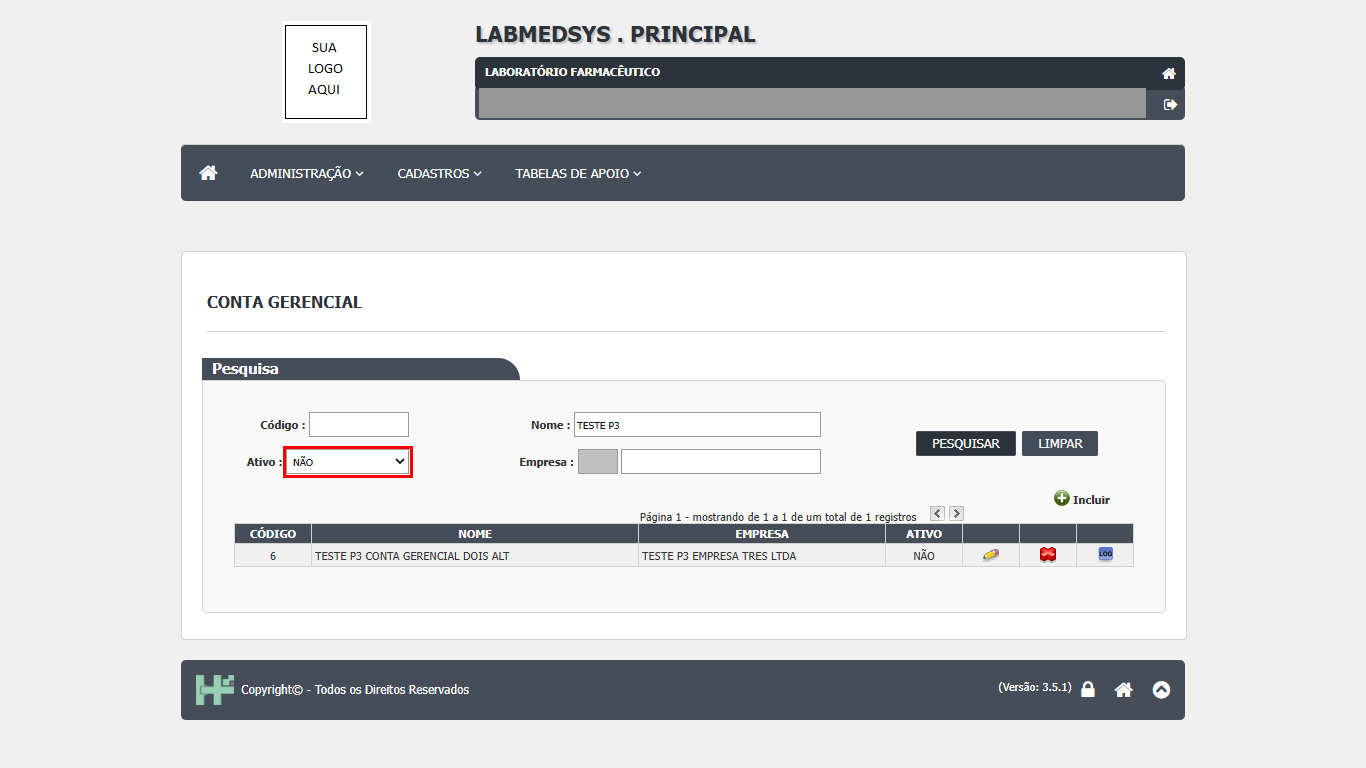 SUA
LOGO
AQUI
LABMEDSYS . PRINCIPAL
LABORATÓRIO FARMACÊUTICO
ADMINISTRAÇÃO CADASTROS TABELAS DE APOIO
CONTA GERENCIAL
Pesquisa
Código : Nome : TESTE P3
PESQUISAR LIMPAR
Ativo : NÃO Empresa :
Incluir
Página 1 - mostrando de 1 a 1 de um total de 1 registros
CÓDIGO NOME EMPRESA ATIVO
6 TESTE P3 CONTA GERENCIAL DOIS ALT TESTE P3 EMPRESA TRES LTDA NÃO LOG
Copyright© - Todos os Direitos Reservados (Versão: 3.5.1)